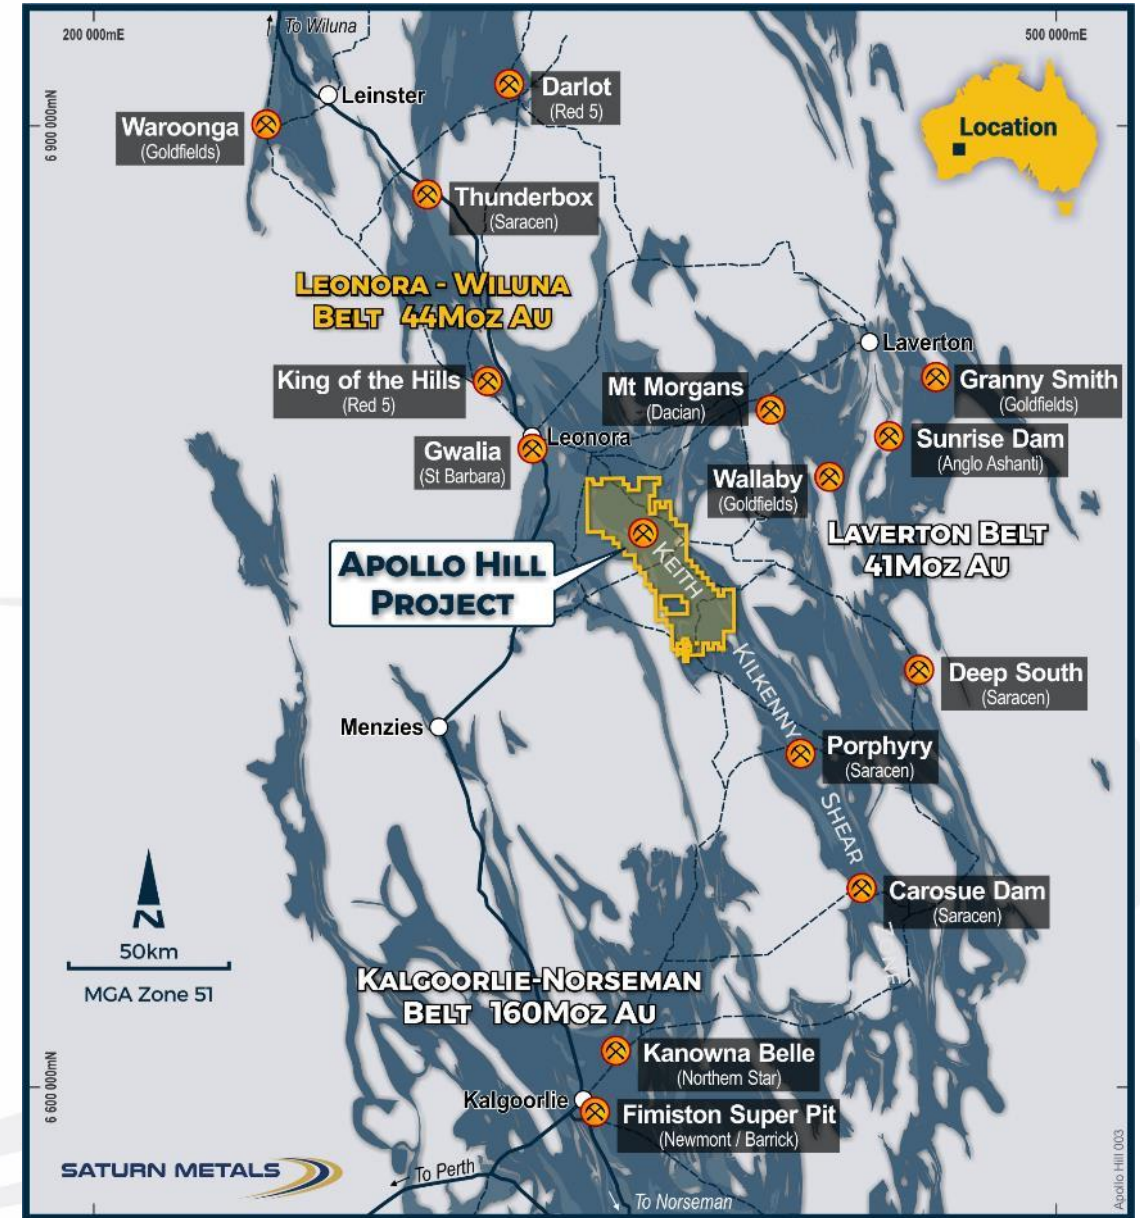 200 000mE
To Wiluna
500 000mE
6 900 000mN
Leinster
Darlot
(Red 5)
Waroonga
(Goldfields)
Location
Thunderbox
(Saracen)
LEONORA - WILUNA
BELT 44MOZ AU
Laverton
King of the Hills
(Red 5)
Mt Morgans
(Dacian)
Granny Smith
(Goldfields)
Leonora
Gwalia
(St Barbara)
Sunrise Dam
(Anglo Ashanti)
Wallaby
(Goldfields)
LAVERTON BELT
41MOZ AU
APOLLO HILL
PROJECT
KEITH
KILKENNY
SHEAR
ZONE
Deep South
(Saracen)
Menzies
Porphyry
(Saracen)
Carosue Dam
(Saracen)
N
50km
MGA Zone 51
KALGOORLIE-NORSEMAN
BELT 160MOZ AU
Kanowna Belle
(Northern Star)
6 600 000mN
Kalgoorlie
Fimiston Super Pit
(Newmont / Barrick)
SATURN METALS
To Perth
To Norseman
Apollo Hill 003